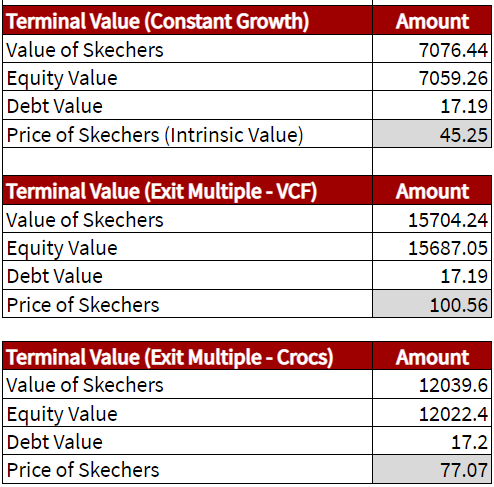 Terminal Value (Constant Growth) Amount
Value of Skechers 7076.44
Equity Value 7059.26
Debt Value 17.19
Price of Skechers (Intrinsic Value) 45.25
Terminal Value (Exit Multiple - VCF) Amount
Value of Skechers 15704.24
Equity Value 15687.05
Debt Value 17.19
Price of Skechers 100.56
Terminal Value (Exit Multiple - Crocs) Amount
Value of Skechers 12039.6
Equity Value 12022.4
Debt Value 17.2
Price of Skechers 77.07